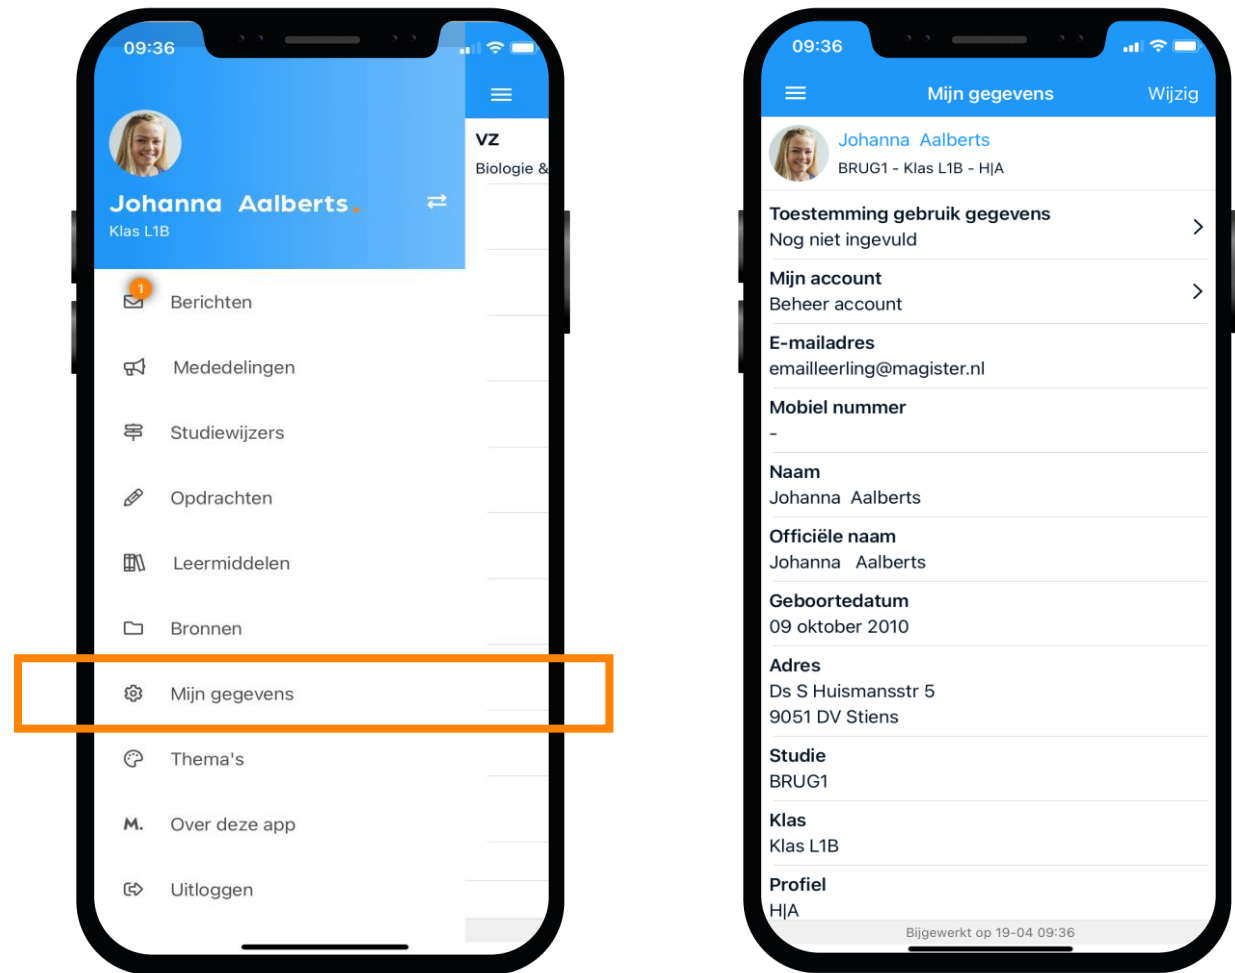 09:36
VZ
Biologie &
Johanna Aalberts.
Klas L1B
1
Berichten
Mededelingen
Studiewijzers
Opdrachten
Leermiddelen
Bronnen
Mijn gegevens
Thema's
M. Over deze app
Uitloggen
09:36
Mijn gegevens Wijzig
Johanna Aalberts
BRUG1 - Klas L1B - H|A
Toestemming gebruik gegevens
Nog niet ingevuld
Mijn account
Beheer account
E-mailadres
emailleerling@magister.nl
Mobiel nummer
-
Naam
Johanna Aalberts
Officiële naam
Johanna Aalberts
Geboortedatum
09 oktober 2010
Adres
Ds S Huismansstr 5
9051 DV Stiens
Studie
BRUG1
Klas
Klas L1B
Profiel
H|A
Bijgewerkt op 19-04 09:36